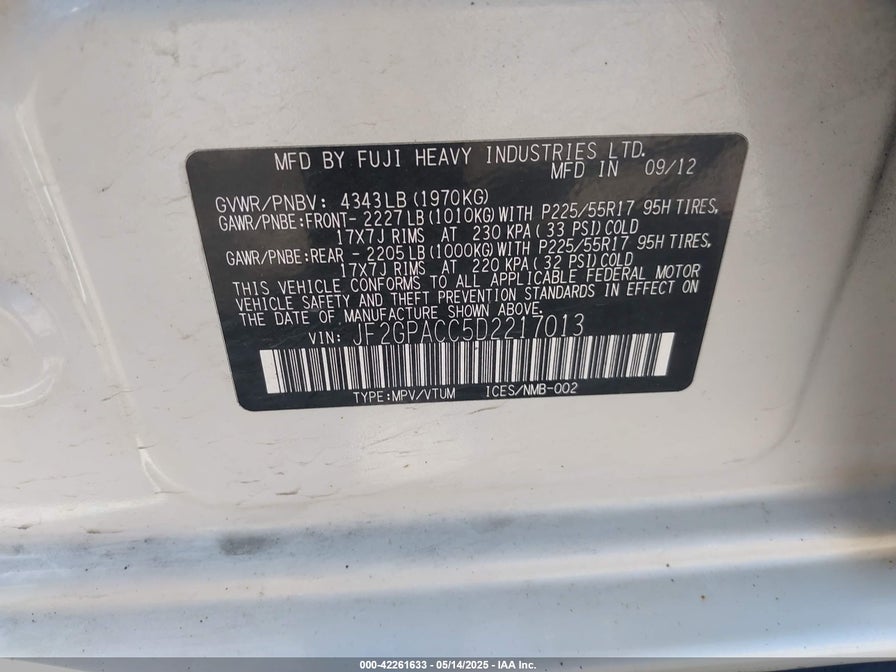 MFD BY FUJI HEAVY INDUSTRIES LTD.
MFD IN 09/12
GVWR/PNBV: 4343LB(1970KG)
GAWR/PNBE:FRONT- 2227LB(1010KG)WITH P225/55R17 95H TIRES,
17X7J RIMS AT 230 KPA(33 PSI)COLD
GAWR/PNBE:REAR - 2205LB(1000KG)WITH P225/55R17 95H TIRES,
17X7J RIMS AT 220 KPA(32 PSI)COLD
THIS VEHICLE CONFORMS TO ALL APPLICABLE FEDERAL MOTOR
VEHICLE SAFETY AND THEFT PREVENTION STANDARDS IN EFFECT ON
THE DATE OF MANUFACTURE SHOWN ABOVE.
VIN: JF2GPACC5D2217013
TYPE:MPV/VTUM ICES/NMB-002
000-42261633 - 05/14/2025 - IAA Inc.